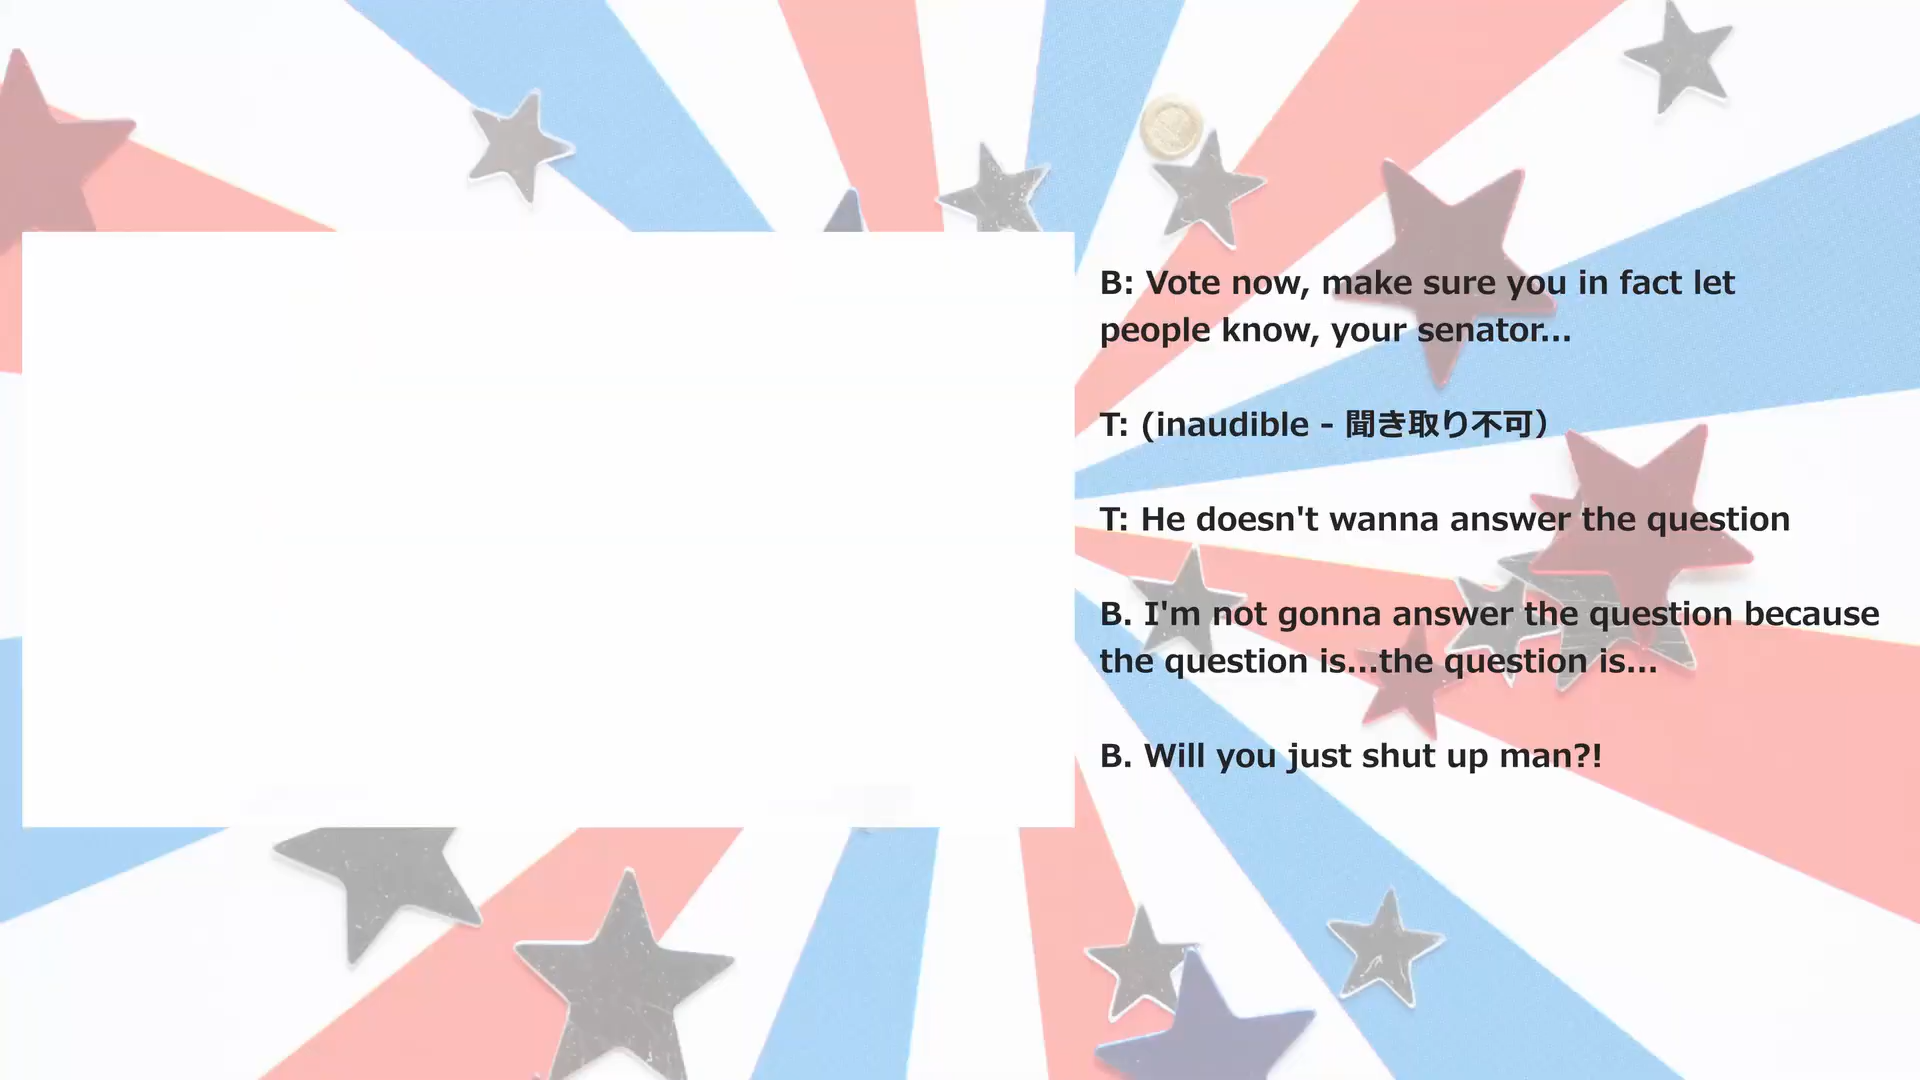 B: Vote now, make sure you in fact let
people know, your senator...
T: (inaudible - 聞き取り不可）
T: He doesn't wanna answer the question
B. I'm not gonna answer the question because
the question is...the question is...
B. Will you just shut up man?!